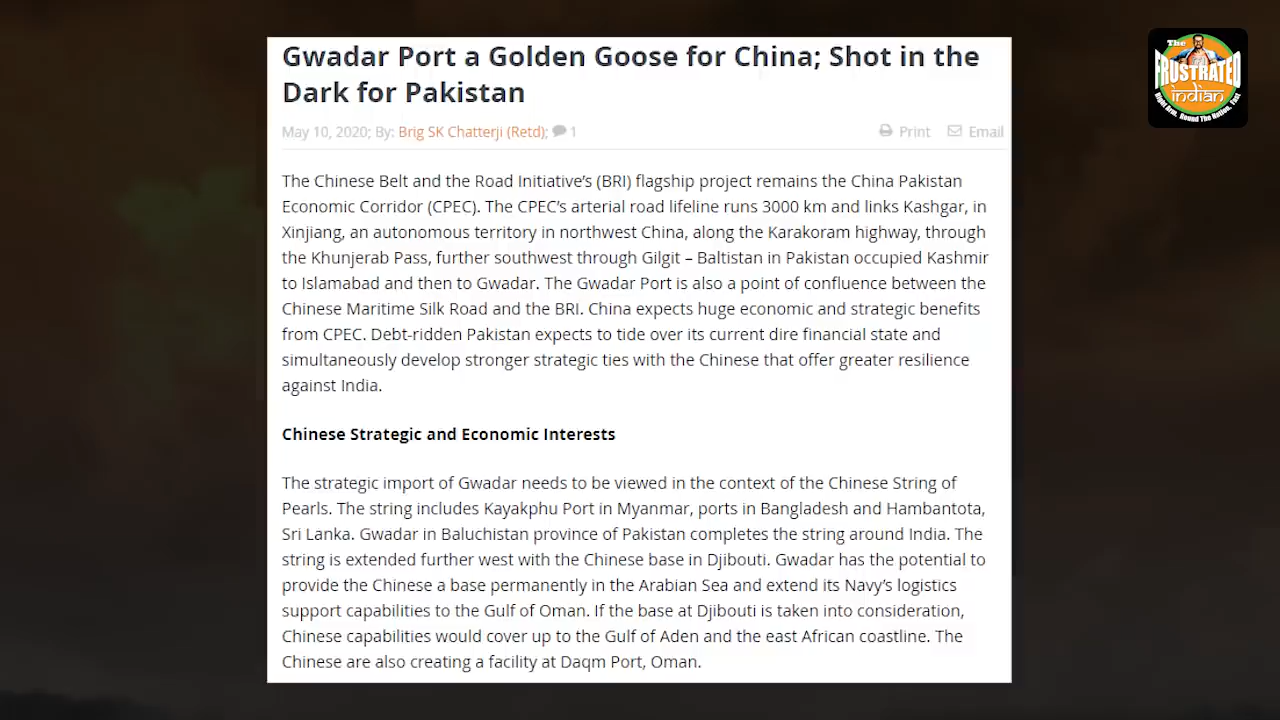 Gwadar Port a Golden Goose for China; Shot in the
Dark for Pakistan
May 10, 2020; By: Brig SK Chatterji (Retd); 1
Print Email
The Chinese Belt and the Road Initiative's (BRI) flagship project remains the China Pakistan
Economic Corridor (CPEC). The CPEC's arterial road lifeline runs 3000 km and links Kashgar, in
Xinjiang, an autonomous territory in northwest China, along the Karakoram highway, through
the Khunjerab Pass, further southwest through Gilgit – Baltistan in Pakistan occupied Kashmir
to Islamabad and then to Gwadar. The Gwadar Port is also a point of confluence between the
Chinese Maritime Silk Road and the BRI. China expects huge economic and strategic benefits
from CPEC. Debt-ridden Pakistan expects to tide over its current dire financial state and
simultaneously develop stronger strategic ties with the Chinese that offer greater resilience
against India.
Chinese Strategic and Economic Interests
The strategic import of Gwadar needs to be viewed in the context of the Chinese String of
Pearls. The string includes Kayakphu Port in Myanmar, ports in Bangladesh and Hambantota,
Sri Lanka. Gwadar in Baluchistan province of Pakistan completes the string around India. The
string is extended further west with the Chinese base in Djibouti. Gwadar has the potential to
provide the Chinese a base permanently in the Arabian Sea and extend its Navy's logistics
support capabilities to the Gulf of Oman. If the base at Djibouti is taken into consideration,
Chinese capabilities would cover up to the Gulf of Aden and the east African coastline. The
Chinese are also creating a facility at Daqm Port, Oman.
The
FRUSTRATED
indian
Right Arm. Round The Nation. Fast